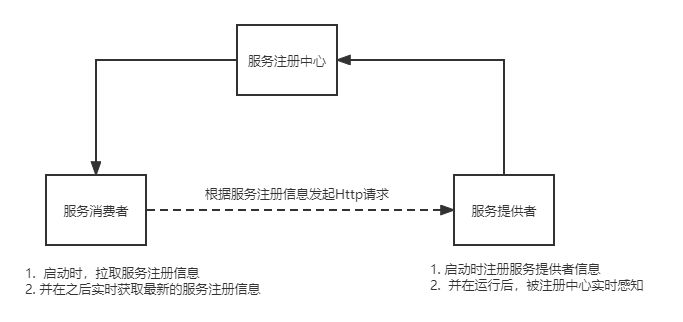 服务注册中心
根据服务注册信息发起Http请求
服务消费者
服务提供者
1. 启动时，拉取服务注册信息
2. 并在之后实时获取最新的服务注册信息
1. 启动时注册服务提供者信息
2. 并在运行后，被注册中心实时感知